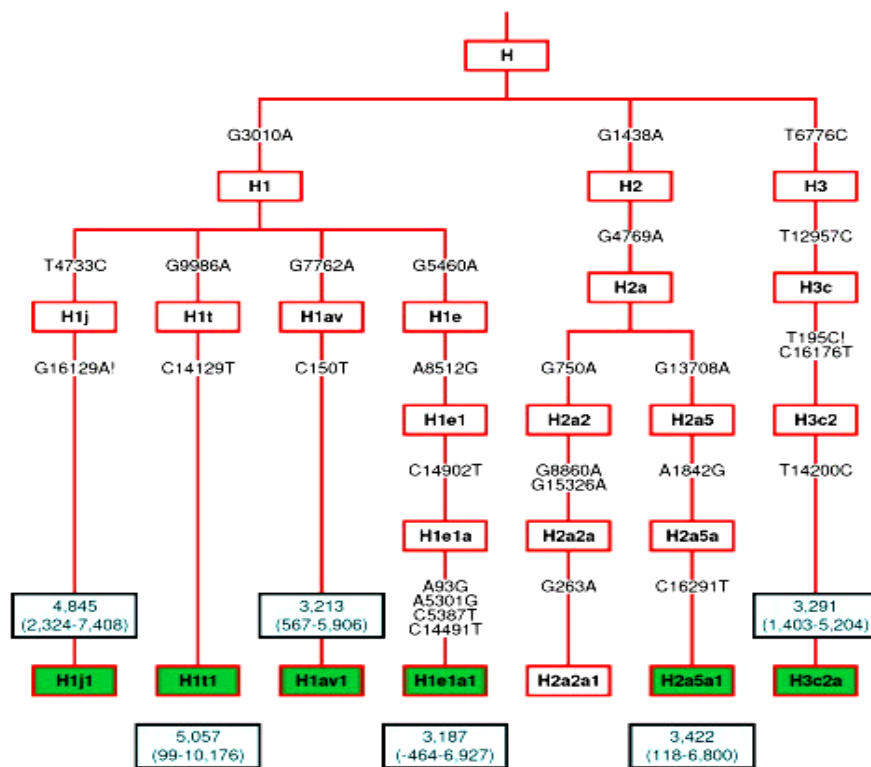 H
G3010A G1438A T6776C
H1 H2 H3
G4769A T12957C
T4733C G9986A G7762A G5460A
H2a H3c
H1j H1t H1av H1e
T195C!
C16176T
G16129A! C14129T C150T A8512G G750A G13708A
H1e1 H2a2 H2a5 H3c2
C14902T G8860A A1842G T14200C
G15326A
H1e1a H2a2a H2a5a
A93G G263A C16291T
A5301G
C5387T
C14491T
4,845 3,213 3,291
(2,324-7,408) (567-5,906) (1,403-5,204)
H1j1 H1t1 H1av1 H1e1a1 H2a2a1 H2a5a1 H3c2a
5,057 3,187 3,422
(99-10,176) (-464-6,927) (118-6,800)